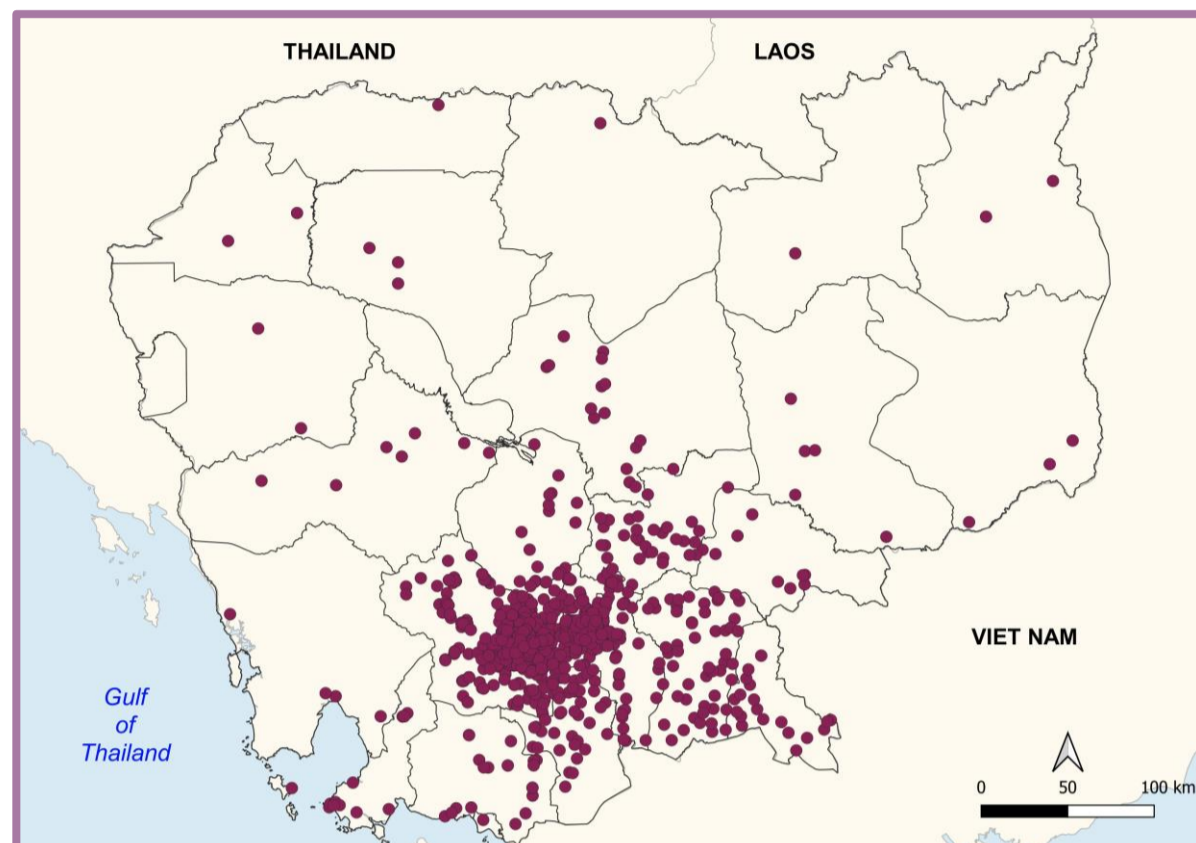 THAILAND
LAOS
VIET NAM
Gulf
of
Thailand
0 50 100 km